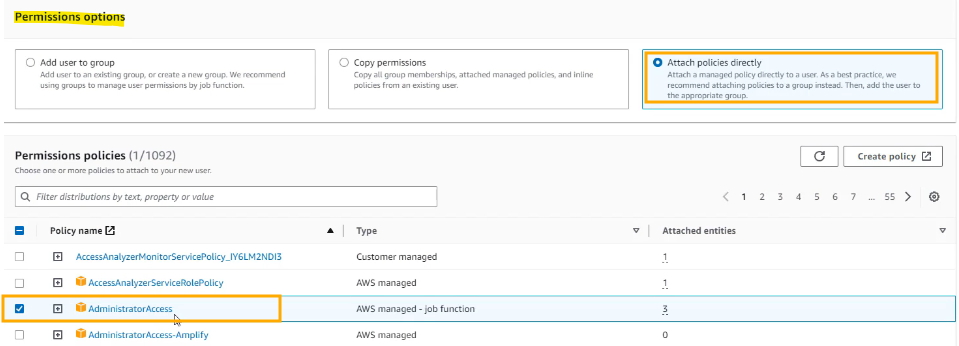 Permissions options
Add user to group
Add user to an existing group, or create a new group. We recommend
using groups to manage user permissions by job function.
Copy permissions
Copy all group memberships, attached managed policies, and inline
policies from an existing user.
Attach policies directly
Attach a managed policy directly to a user. As a best practice, we
recommend attaching policies to a group instead. Then, add the user to
the appropriate group.
Permissions policies (1/1092)
Choose one or more policies to attach to your new user.
Create policy
Filter distributions by text, property or value
1 2 3 4 5 6 7 ... 55
Policy name Type Attached entities
AccessAnalyzerMonitorServicePolicy_IY6LM2NDI3 Customer managed 1
AccessAnalyzerServiceRolePolicy AWS managed 1
AdministratorAccess AWS managed - job function 3
AdministratorAccess-Amplify AWS managed 0